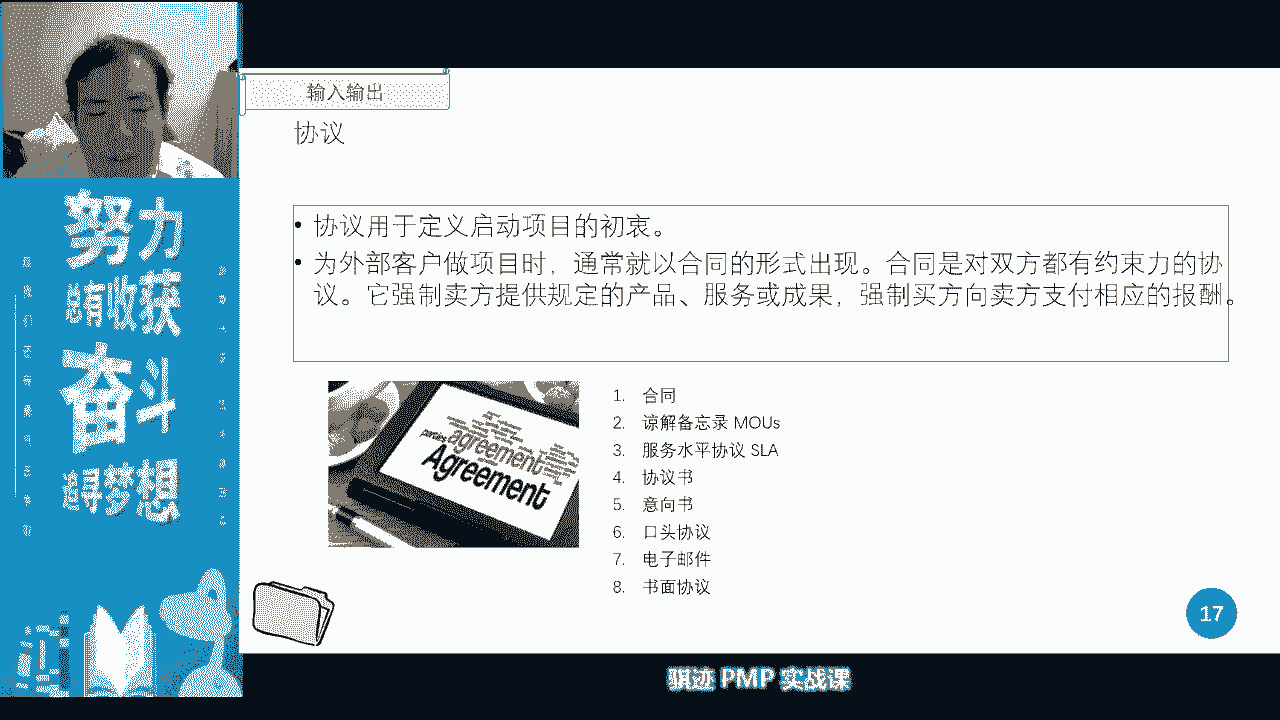 输入输出
协议
努力
总有收获
奋斗
追寻梦想
• 协议用于定义启动项目的初衷。
• 为外部客户做项目时，通常就以合同的形式出现。合同是对双方都有约束力的协
议。它强制卖方提供规定的产品、服务或成果，强制买方向卖方支付相应的报酬。
parties agreement
Agreement
1. 合同
2. 谅解备忘录 MOUs
3. 服务水平协议 SLA
4. 协议书
5. 意向书
6. 口头协议
7. 电子邮件
8. 书面协议
17
骐迹 PMP 实战课